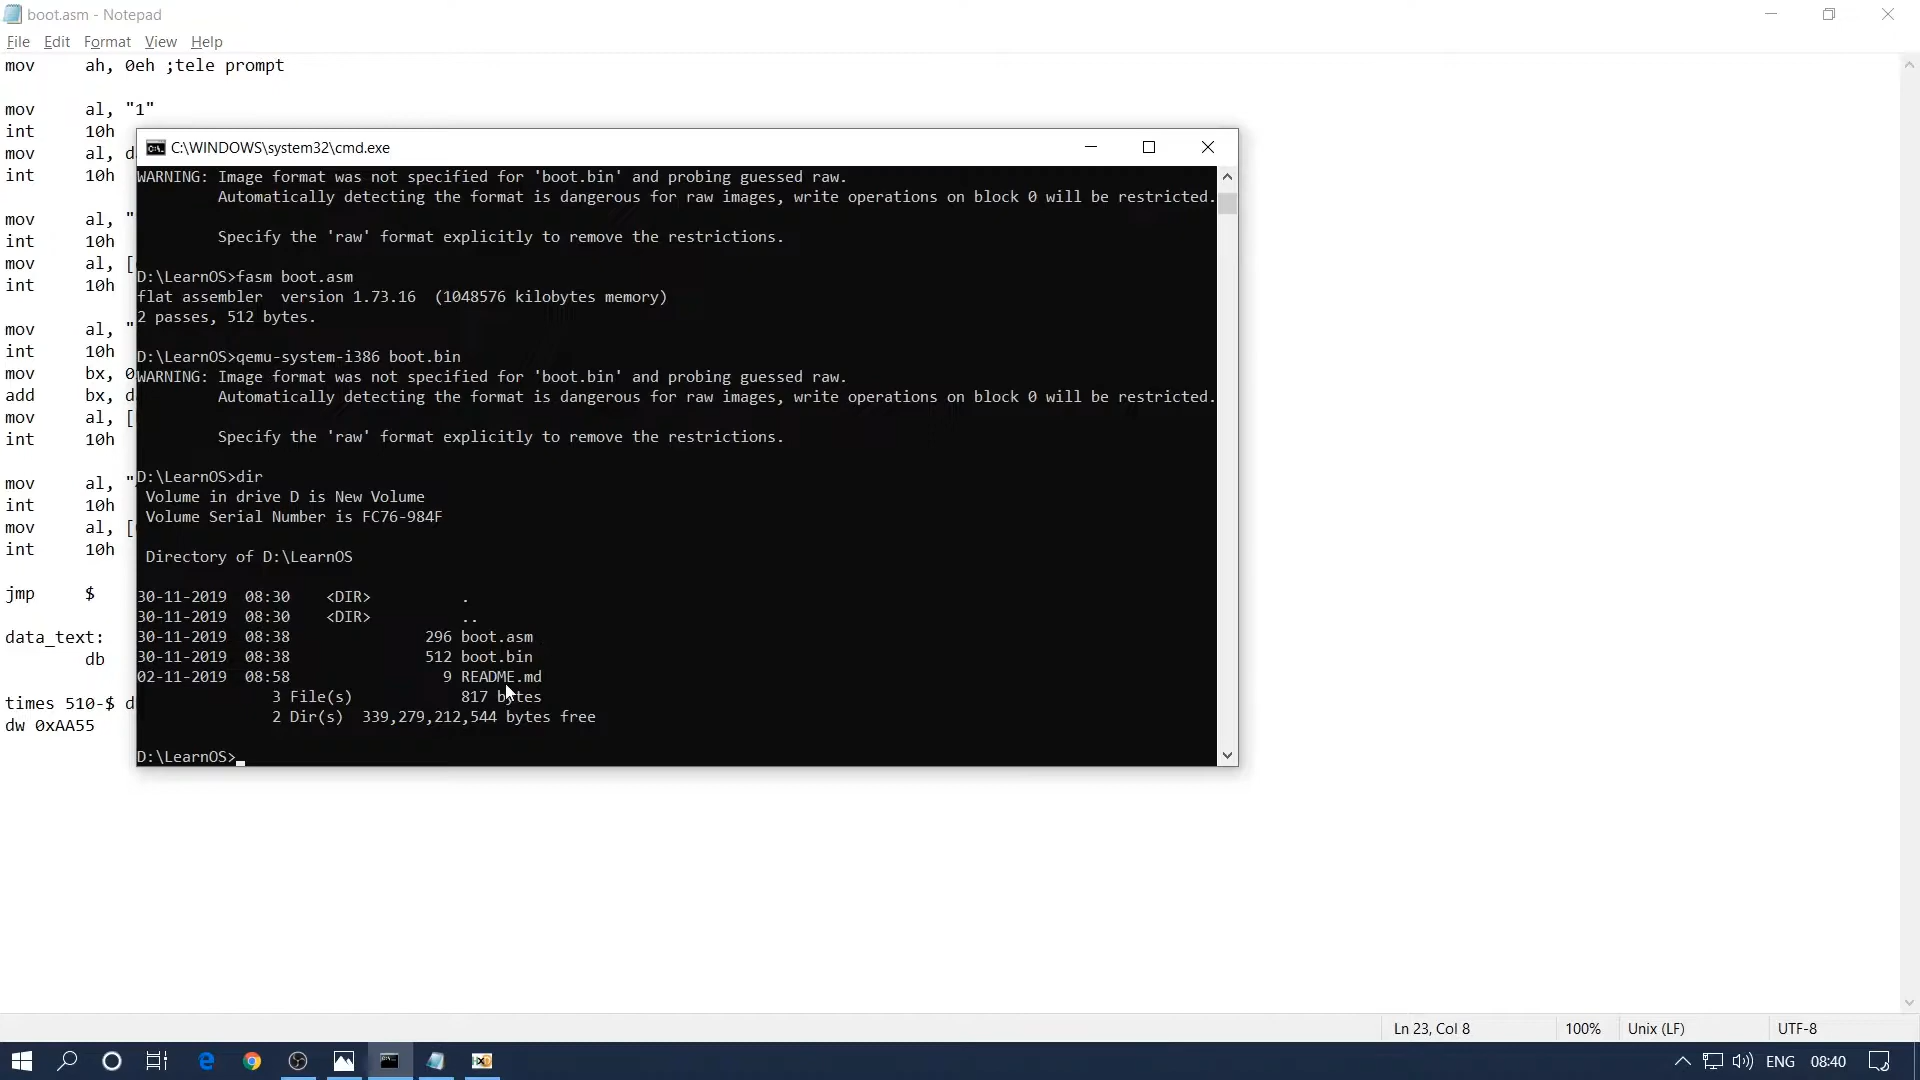 boot.asm - Notepad
File Edit Format View Help
mov ah, 0eh ;tele prompt
mov al, "1"
int 10h
mov al, d
int 10h
mov al, "
int 10h
mov al, [
int 10h
mov al, "
int 10h
mov bx, 0
add bx, d
mov al, [
int 10h
mov al, "
int 10h
mov al, [
int 10h
jmp $
data_text:
db
times 510-$ d
dw 0xAA55
C:\WINDOWS\system32\cmd.exe
WARNING: Image format was not specified for 'boot.bin' and probing guessed raw.
Automatically detecting the format is dangerous for raw images, write operations on block 0 will be restricted.
Specify the 'raw' format explicitly to remove the restrictions.
D:\LearnOS>fasm boot.asm
flat assembler version 1.73.16 (1048576 kilobytes memory)
2 passes, 512 bytes.
D:\LearnOS>qemu-system-i386 boot.bin
WARNING: Image format was not specified for 'boot.bin' and probing guessed raw.
Automatically detecting the format is dangerous for raw images, write operations on block 0 will be restricted.
Specify the 'raw' format explicitly to remove the restrictions.
D:\LearnOS>dir
Volume in drive D is New Volume
Volume Serial Number is FC76-984F
Directory of D:\LearnOS
30-11-2019 08:30 <DIR> .
30-11-2019 08:30 <DIR> ..
30-11-2019 08:38 296 boot.asm
30-11-2019 08:38 512 boot.bin
02-11-2019 08:58 9 README.md
3 File(s) 817 bytes
2 Dir(s) 339,279,212,544 bytes free
D:\LearnOS>_
Ln 23, Col 8 100% Unix (LF) UTF-8
ENG 08:40